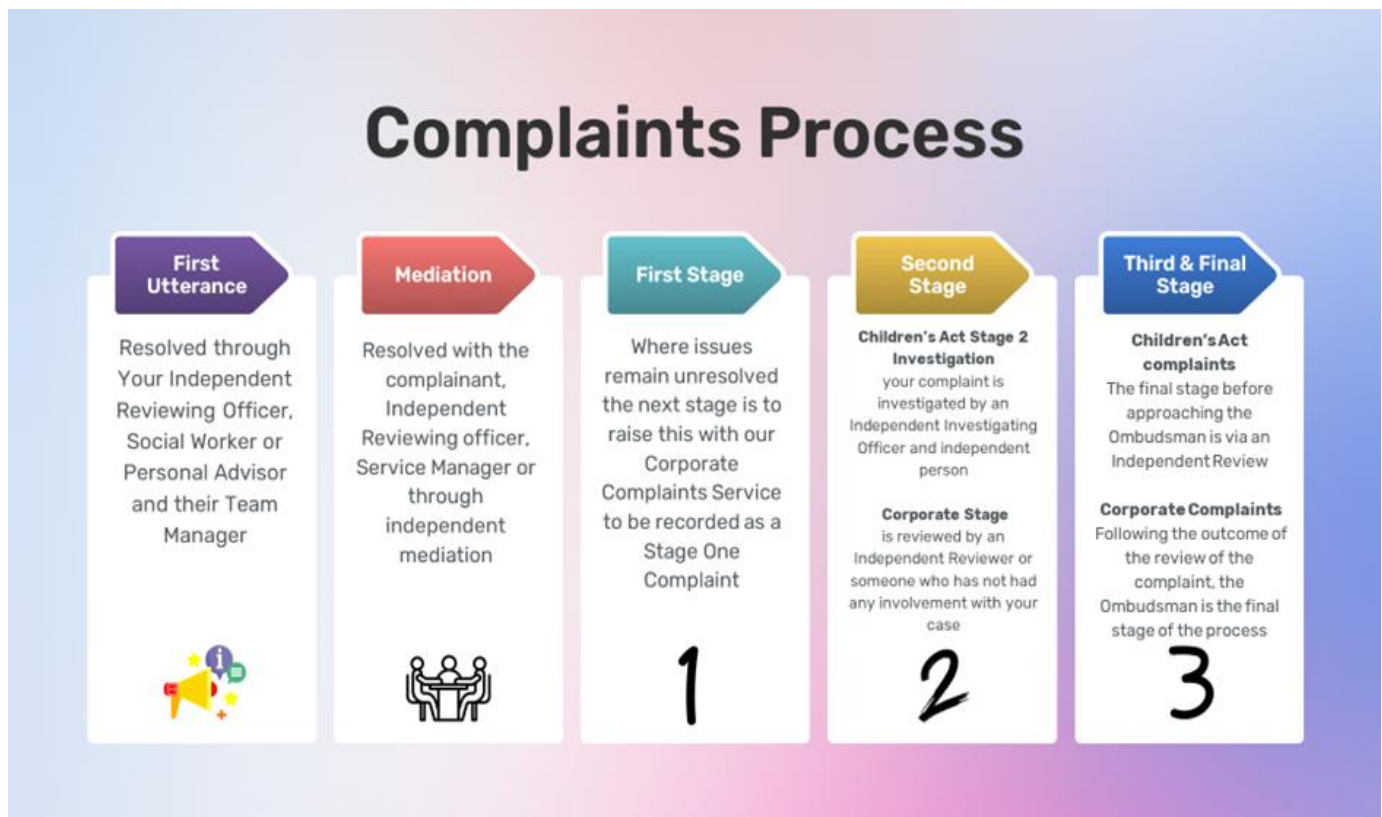 Complaints Process
First
Utterance
Resolved through
Your Independent
Reviewing Officer,
Social Worker or
Personal Advisor
and their Team
Manager
Mediation
Resolved with the
complainant,
Independent
Reviewing officer,
Service Manager or
through
independent
mediation
First Stage
Where issues
remain unresolved
the next stage is to
raise this with our
Corporate
Complaints Service
to be recorded as a
Stage One
Complaint
1
Second
Stage
Children's Act Stage 2
Investigation
your complaint is
investigated by an
Independent Investigating
Officer and independent
person
Corporate Stage
is reviewed by an
Independent Reviewer or
someone who has not had
any involvement with your
case
2
Third & Final
Stage
Children's Act
complaints
The final stage before
approaching the
Ombudsman is via an
Independent Review
Corporate Complaints
Following the outcome of
the review of the
complaint, the
Ombudsman is the final
stage of the process
3